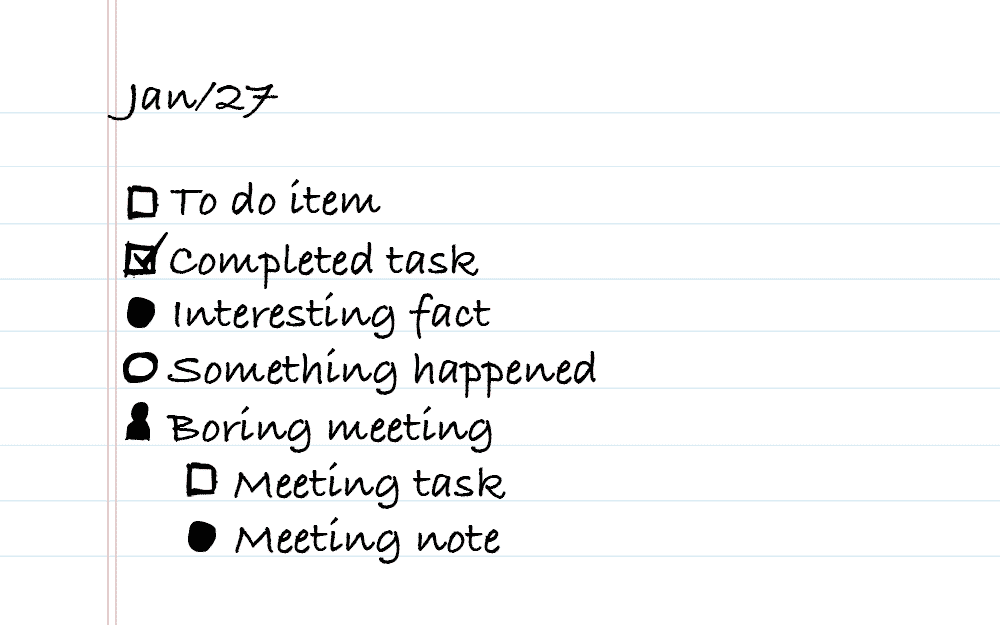 Jan/27
To do item
Completed task
Interesting fact
Something happened
Boring meeting
Meeting task
Meeting note